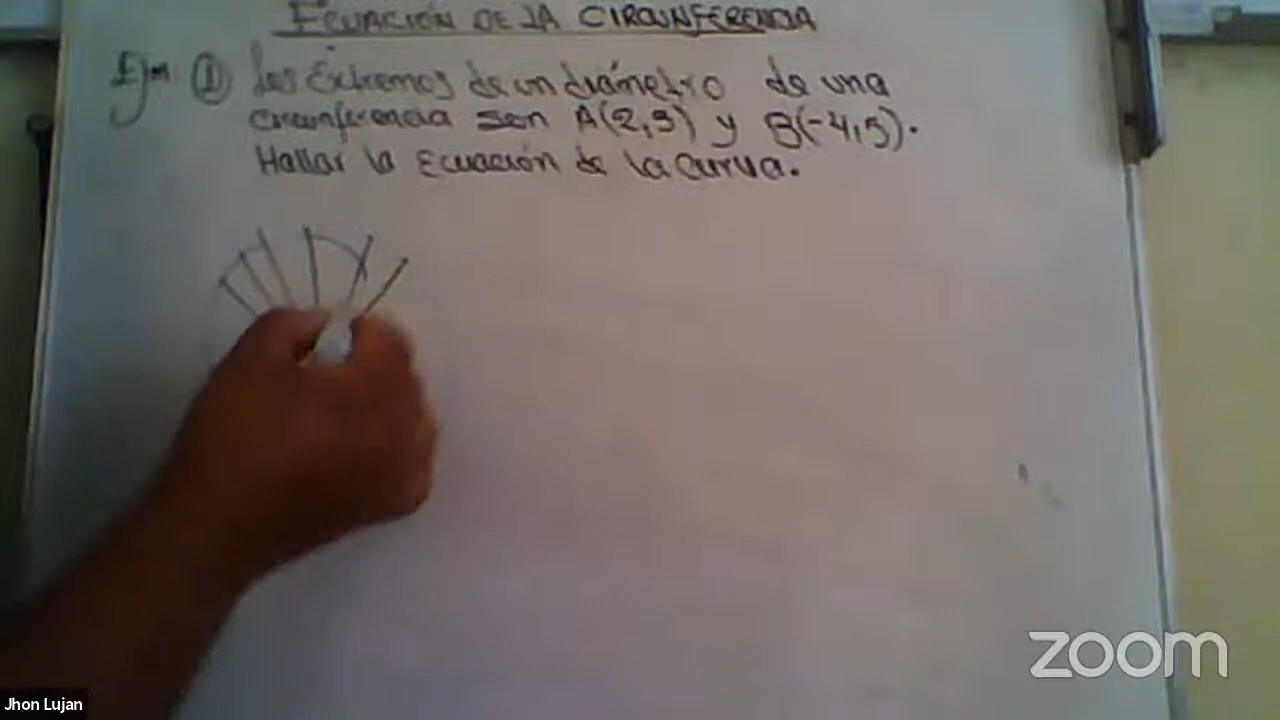 ECUACIÓN DE LA CIRCUNFERENCIA
Ejm ① Los Extremos de un diámetro de una
circunferencia son A(2,3) y B(-4,5).
Hallar la Ecuación de la Curva.
zoom
Jhon Lujan